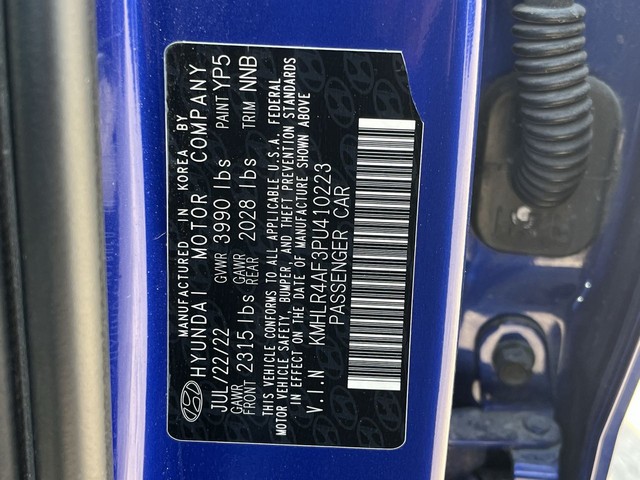 MANUFACTURED IN KOREA BY
HYUNDAI MOTOR COMPANY
JUL/22/22 GVWR 3990 lbs PAINT YP5
GAWR FRONT 2315 lbs GAWR REAR 2028 lbs TRIM NNB
THIS VEHICLE CONFORMS TO ALL APPLICABLE U.S.A. FEDERAL
MOTOR VEHICLE SAFETY, BUMPER, AND THEFT PREVENTION STANDARDS
IN EFFECT ON THE DATE OF MANUFACTURE SHOWN ABOVE
V.I.N KMHLR4AF3PU410223
PASSENGER CAR